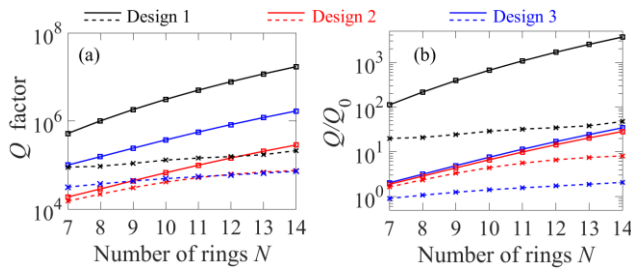 Design 1 Design 2 Design 3
(a)
Q factor
10^8
10^6
10^4
7 8 9 10 11 12 13 14
Number of rings N
(b)
Q/Q_0
10^3
10^2
10^1
10^0
7 8 9 10 11 12 13 14
Number of rings N